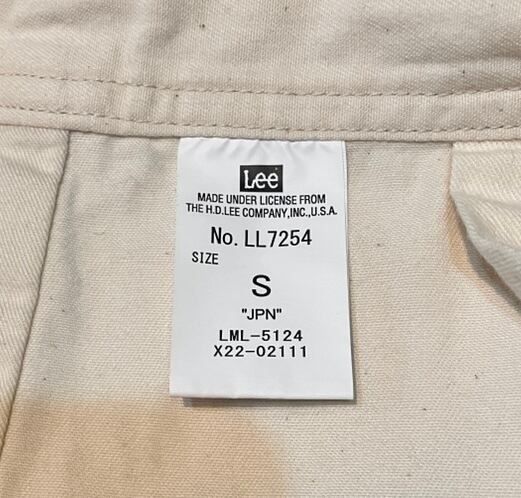 Lee
MADE UNDER LICENSE FROM
THE H.D.LEE COMPANY,INC.,U.S.A.
No. LL7254
SIZE
S
"JPN"
LML-5124
X22-02111